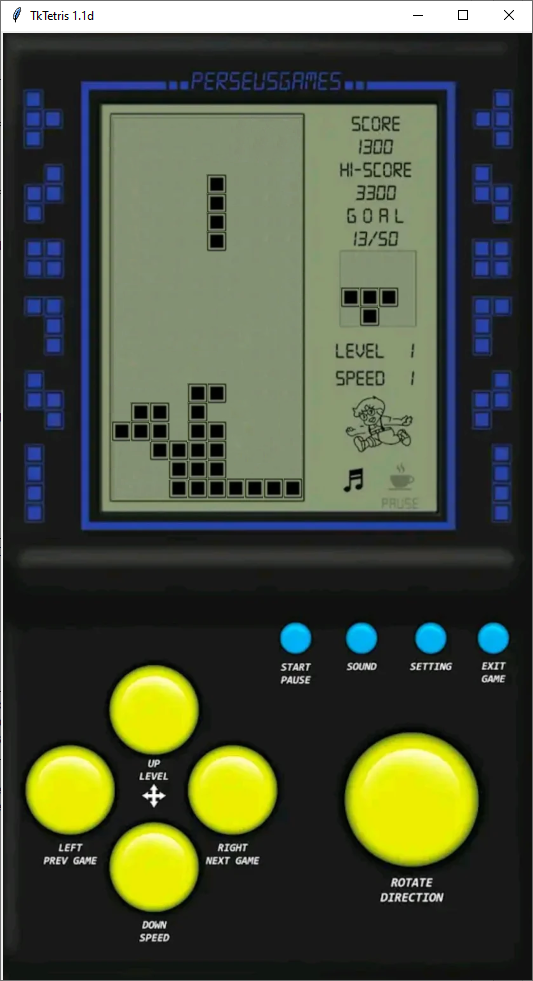 TkTetris 1.1d
PERSEUSGAMES
SCORE
1300
HI-SCORE
3300
GOAL
13/50
LEVEL 1
SPEED 1
PAUSE
START
PAUSE
SOUND
SETTING
EXIT
GAME
UP
LEVEL
LEFT
PREV GAME
RIGHT
NEXT GAME
DOWN
SPEED
ROTATE
DIRECTION